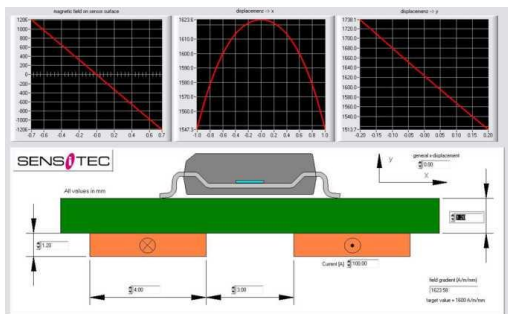 magnetic field on sensor surface
displacement -> x
displacement -> y
1200
1000
800
600
400
200
0
-200
-400
-600
-800
-1000
-1200
-0.7 -0.6 -0.4 -0.2 0.0 0.2 0.4 0.6 0.7
1623.6
1610.0
1600.0
1590.0
1580.0
1570.0
1560.0
1547.3
-1.0 -0.8 -0.6 -0.4 -0.2 -0.0 0.2 0.4 0.6 0.8 1.0
1738.1
1720.0
1700.0
1680.0
1660.0
1640.0
1620.0
1600.0
1580.0
1560.0
1540.0
1513.7
-0.20 -0.15 -0.10 -0.05 0.00 0.05 0.10 0.15 0.20
SENSITEC
All values in mm
y
x
general x-displacement
0.00
1.20
4.00
3.00
Current [A] 100.00
field gradient (A/m/mm)
1623.58
target value = 1600 A/m/mm